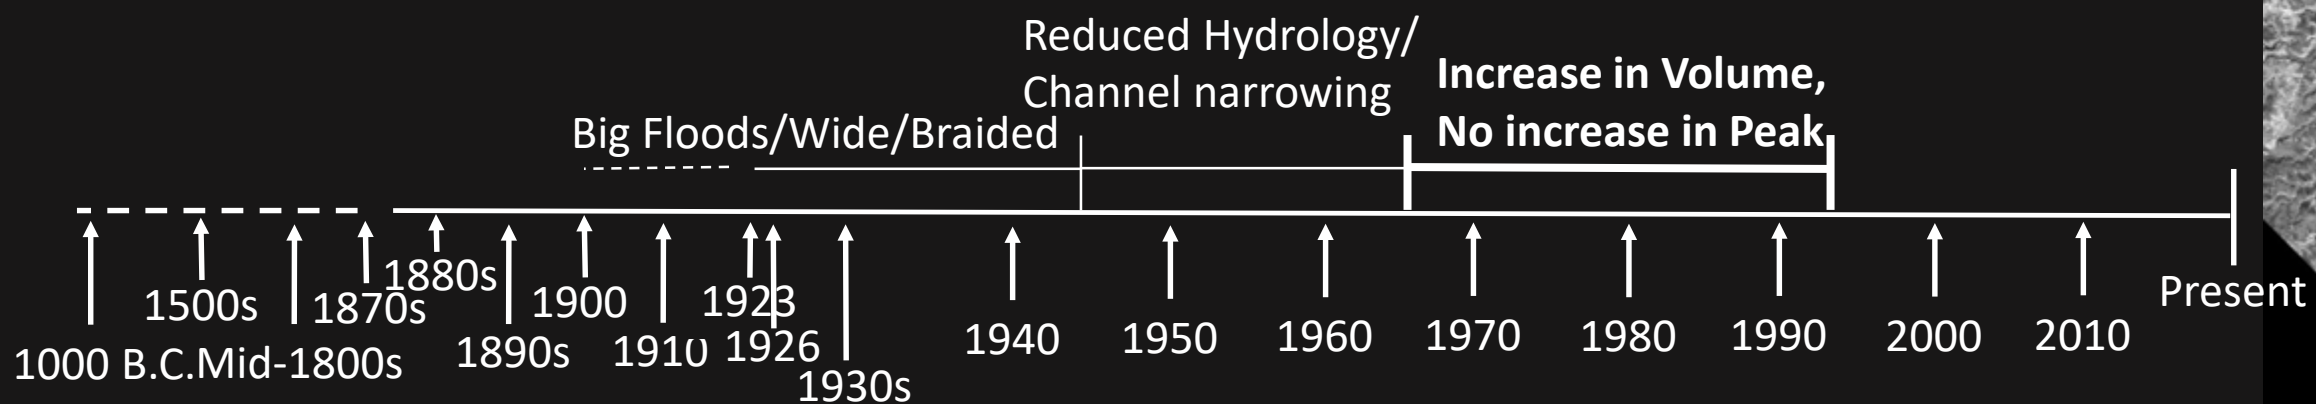 Reduced Hydrology/
Channel narrowing
Increase in Volume,
No increase in Peak
Big Floods/Wide/Braided
1000 B.C.
1500s
Mid-1800s
1870s
1880s
1890s
1900
1910
1923
1926
1930s
1940
1950
1960
1970
1980
1990
2000
2010
Present